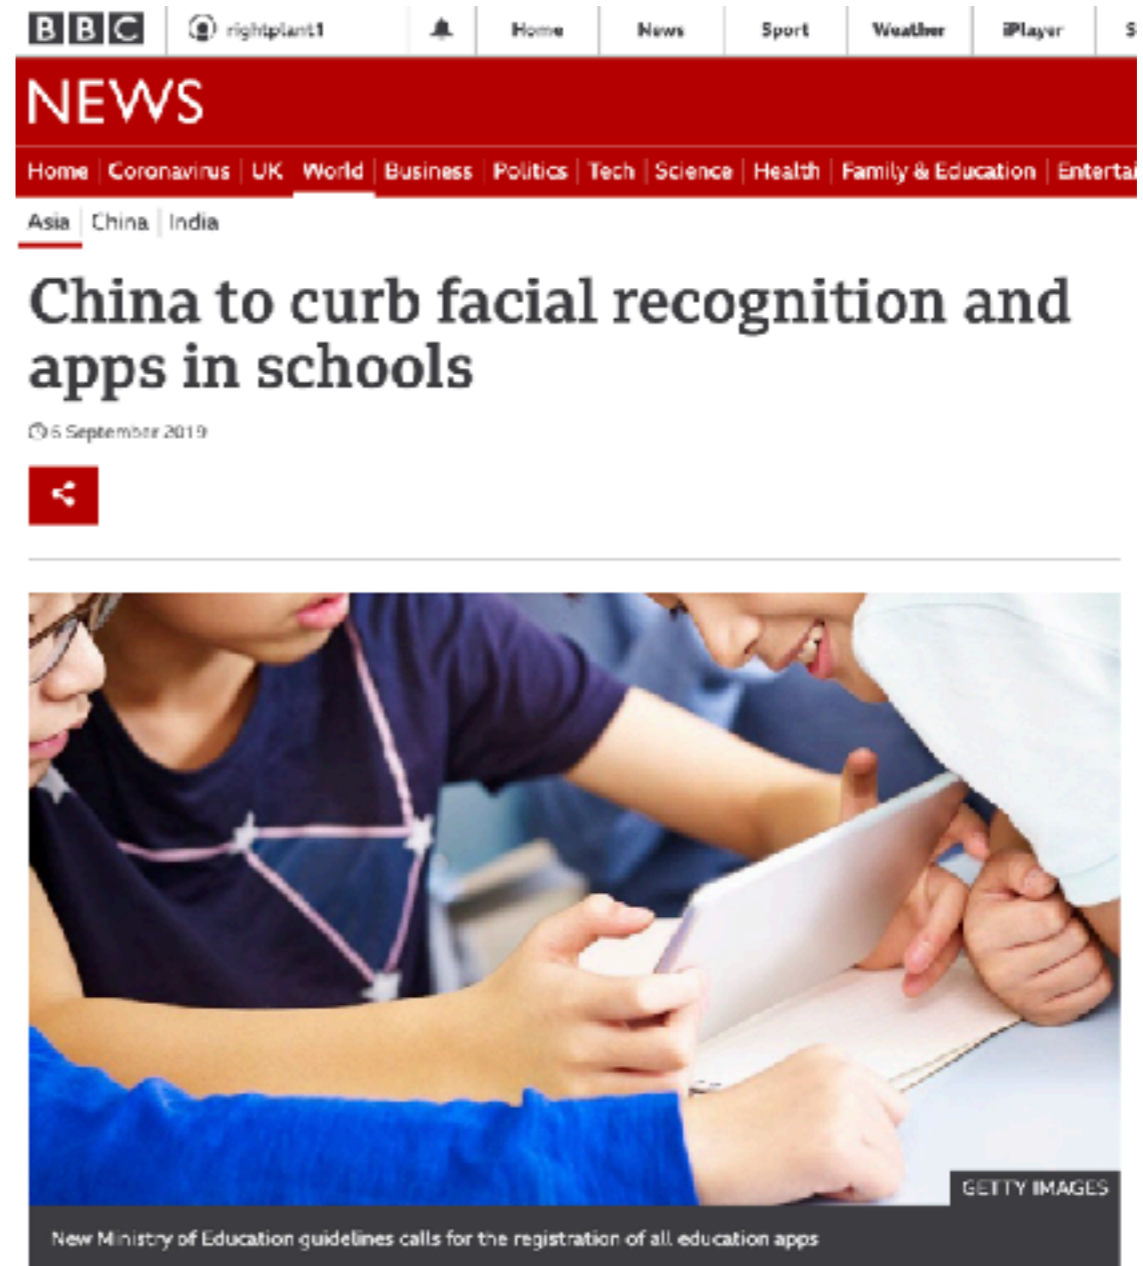 BBC rightplant1 Home News Sport Weather iPlayer S
NEWS
Home Coronavirus UK World Business Politics Tech Science Health Family & Education Entertai
Asia China India
China to curb facial recognition and
apps in schools
6 September 2019
GETTY IMAGES
New Ministry of Education guidelines calls for the registration of all education apps